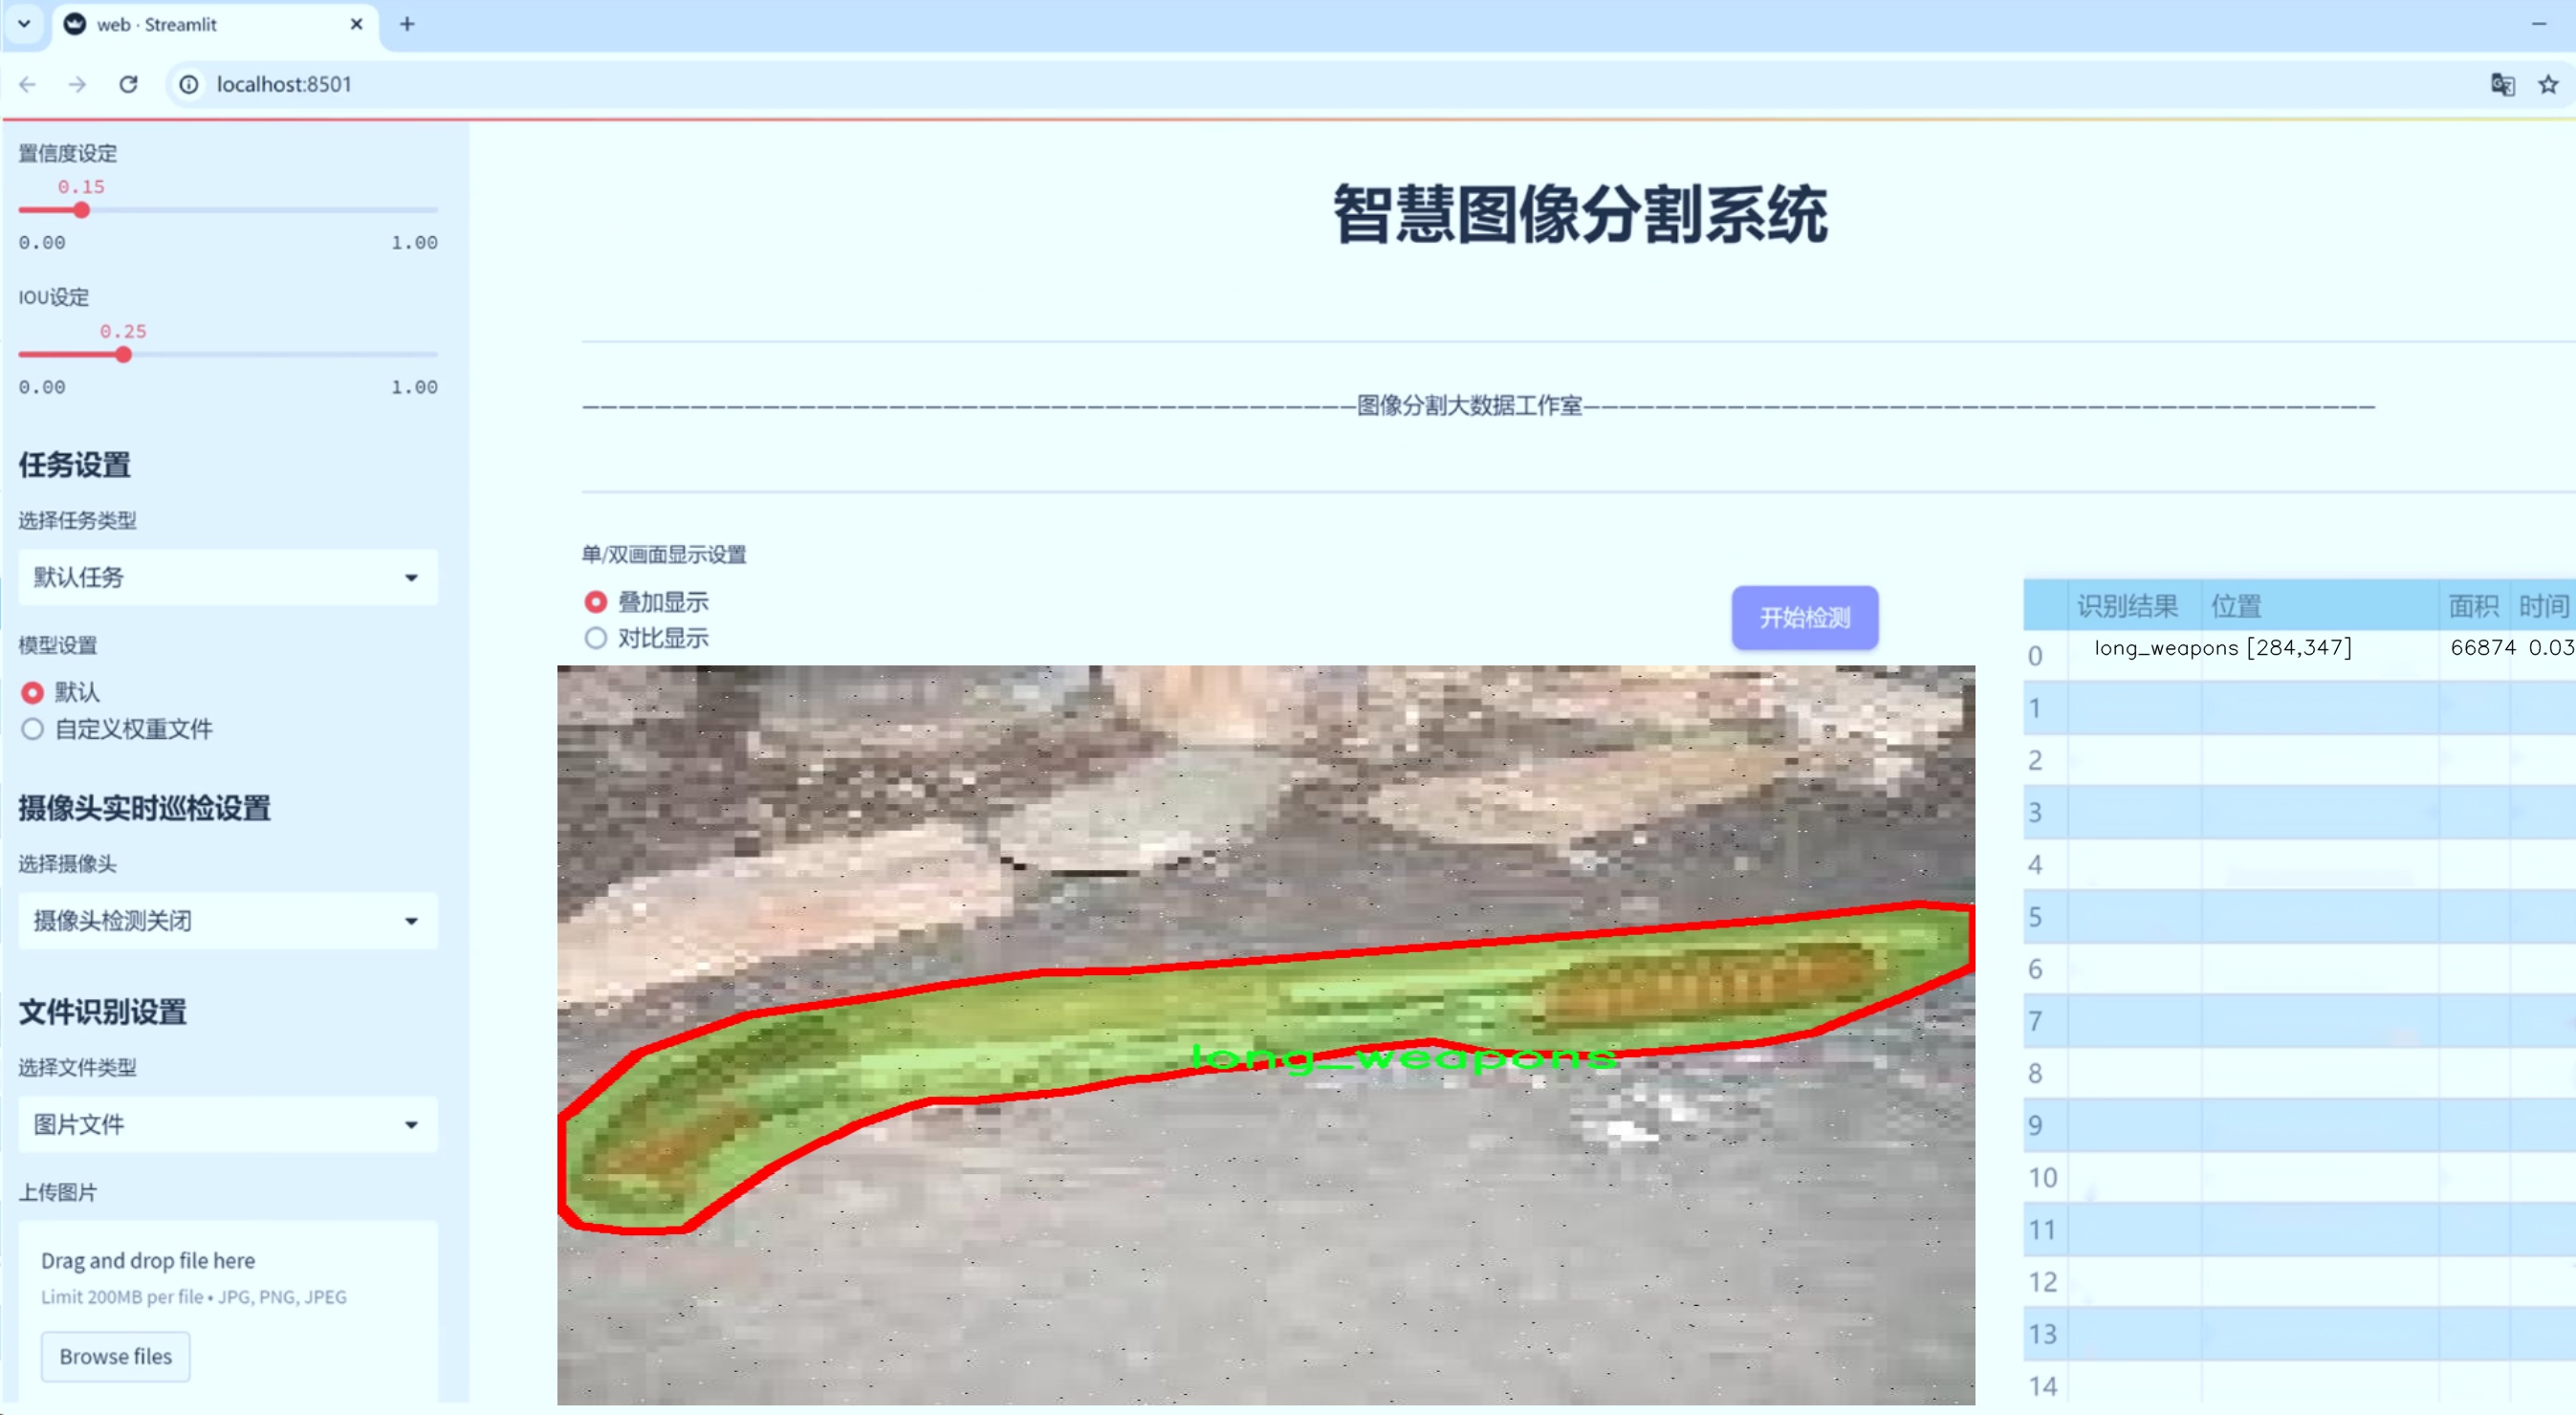 web · Streamlit
localhost:8501
置信度设定
0.15
0.00 1.00
IOU设定
0.25
0.00 1.00
任务设置
选择任务类型
默认任务
模型设置
默认
自定义权重文件
摄像头实时巡检设置
选择摄像头
摄像头检测关闭
文件识别设置
选择文件类型
图片文件
上传图片
Drag and drop file here
Limit 200MB per file • JPG, PNG, JPEG
Browse files
智慧图像分割系统
———————————————————————————————————————————图像分割大数据工作室————————————————————————————————————————————
单/双画面显示设置
叠加显示
对比显示
开始检测
long_weapons
识别结果 位置 面积 时间
0 long_weapons [284,347] 66874 0.03
1
2
3
4
5
6
7
8
9
10
11
12
13
14